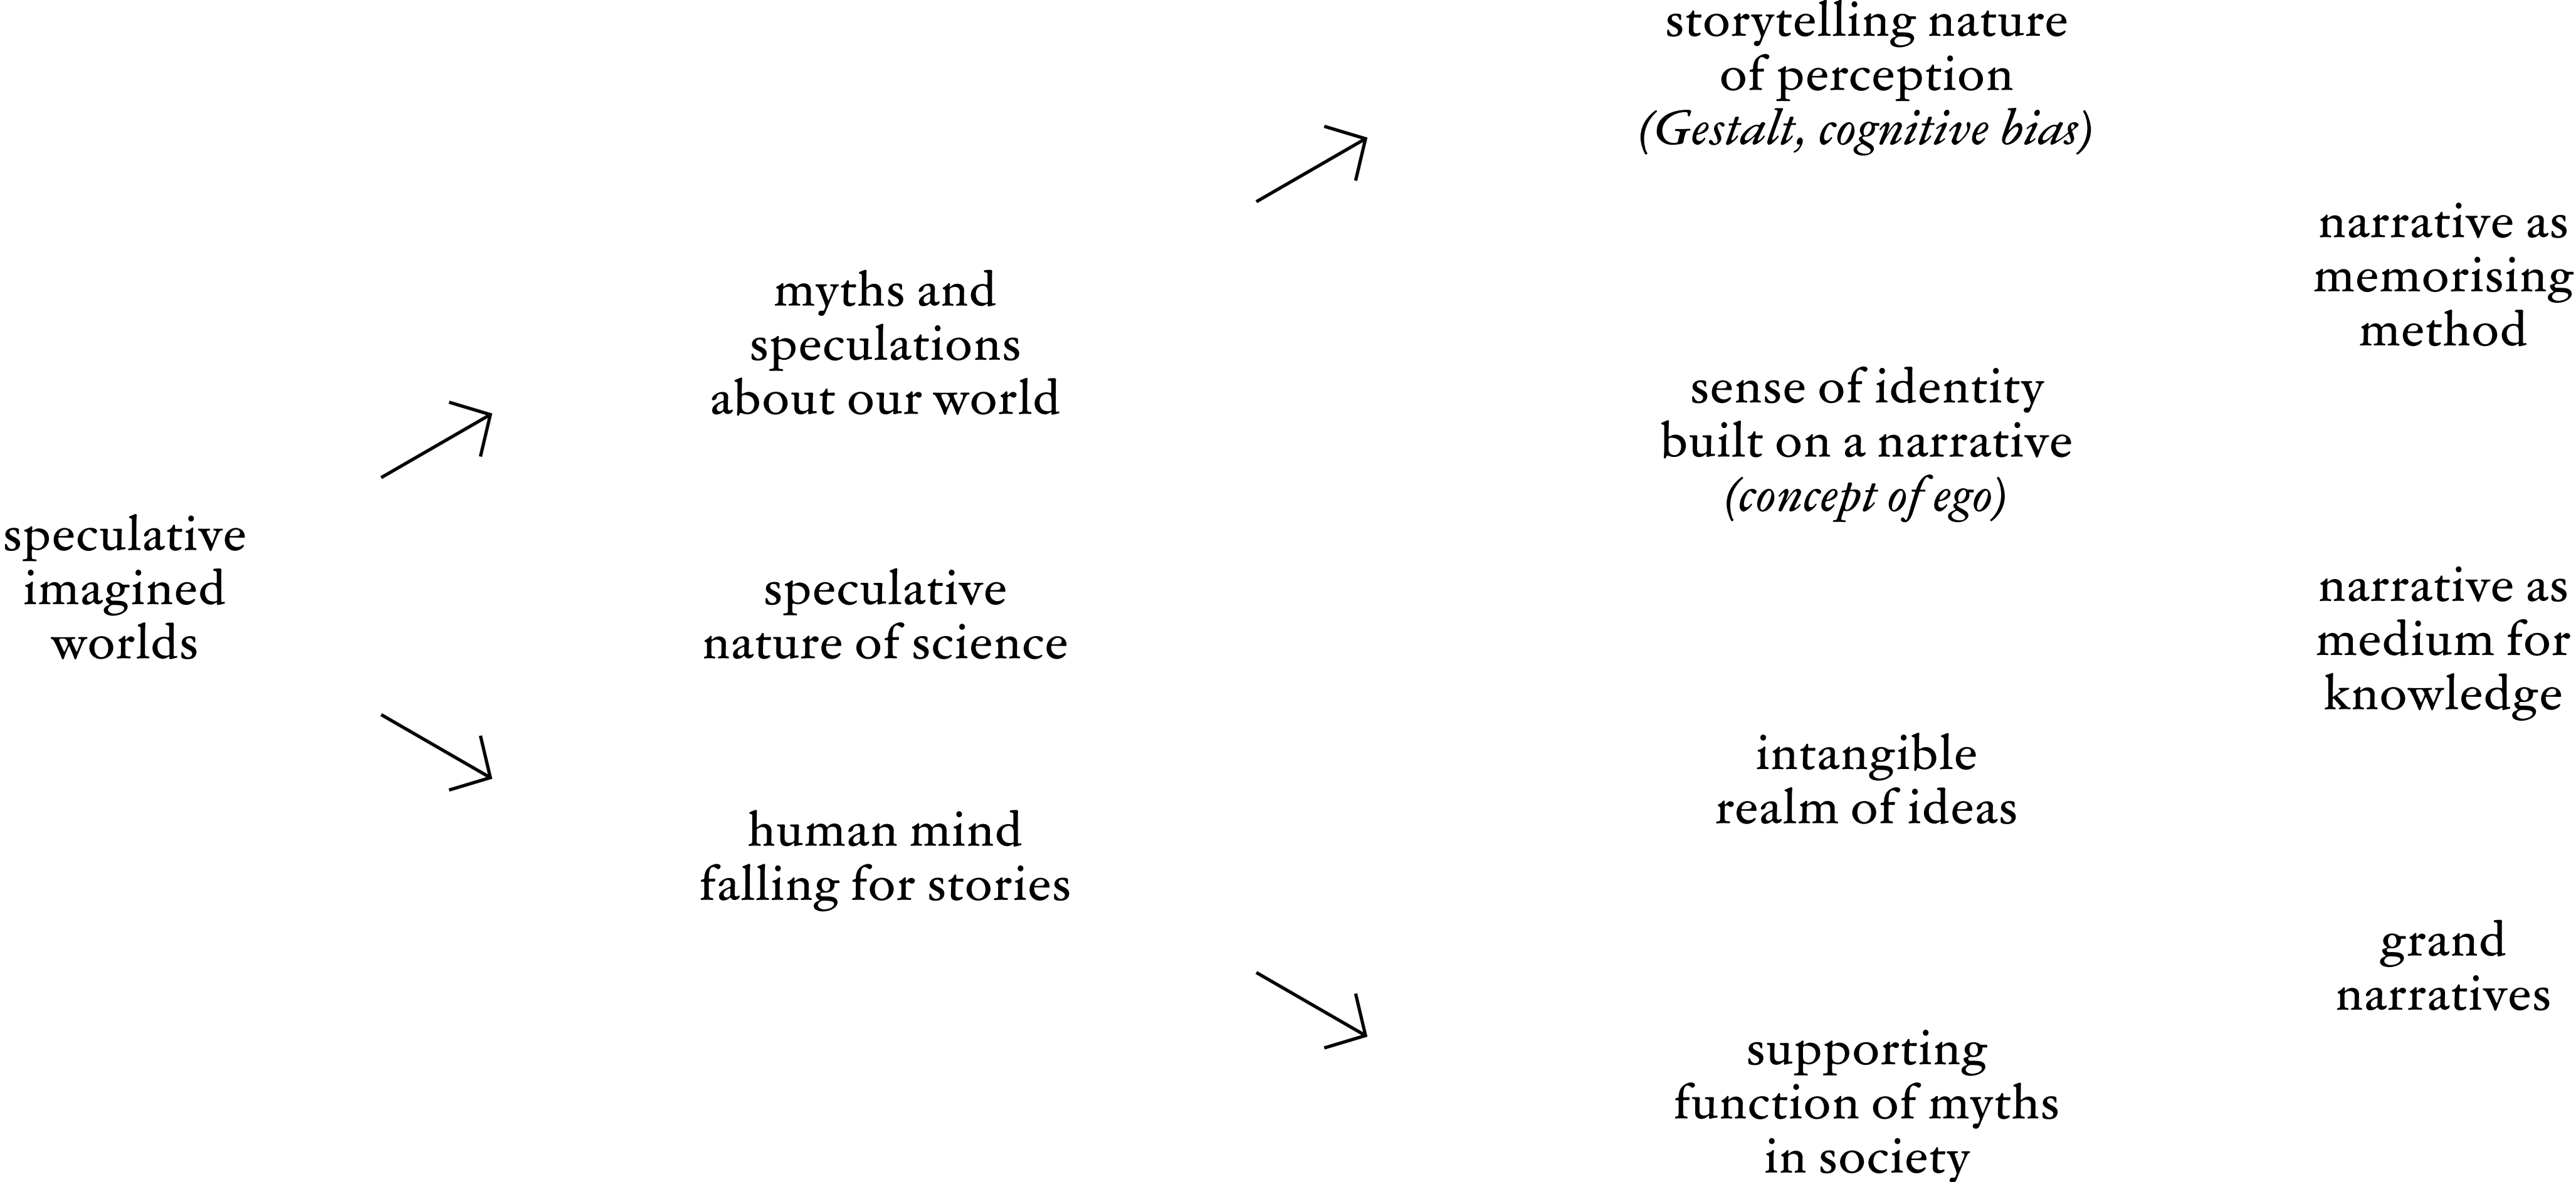 speculative
imagined
worlds
myths and
speculations
about our world
speculative
nature of science
human mind
falling for stories
storytelling nature
of perception
(Gestalt, cognitive bias)
sense of identity
built on a narrative
(concept of ego)
intangible
realm of ideas
supporting
function of myths
in society
narrative as
memorising
method
narrative as
medium for
knowledge
grand
narratives